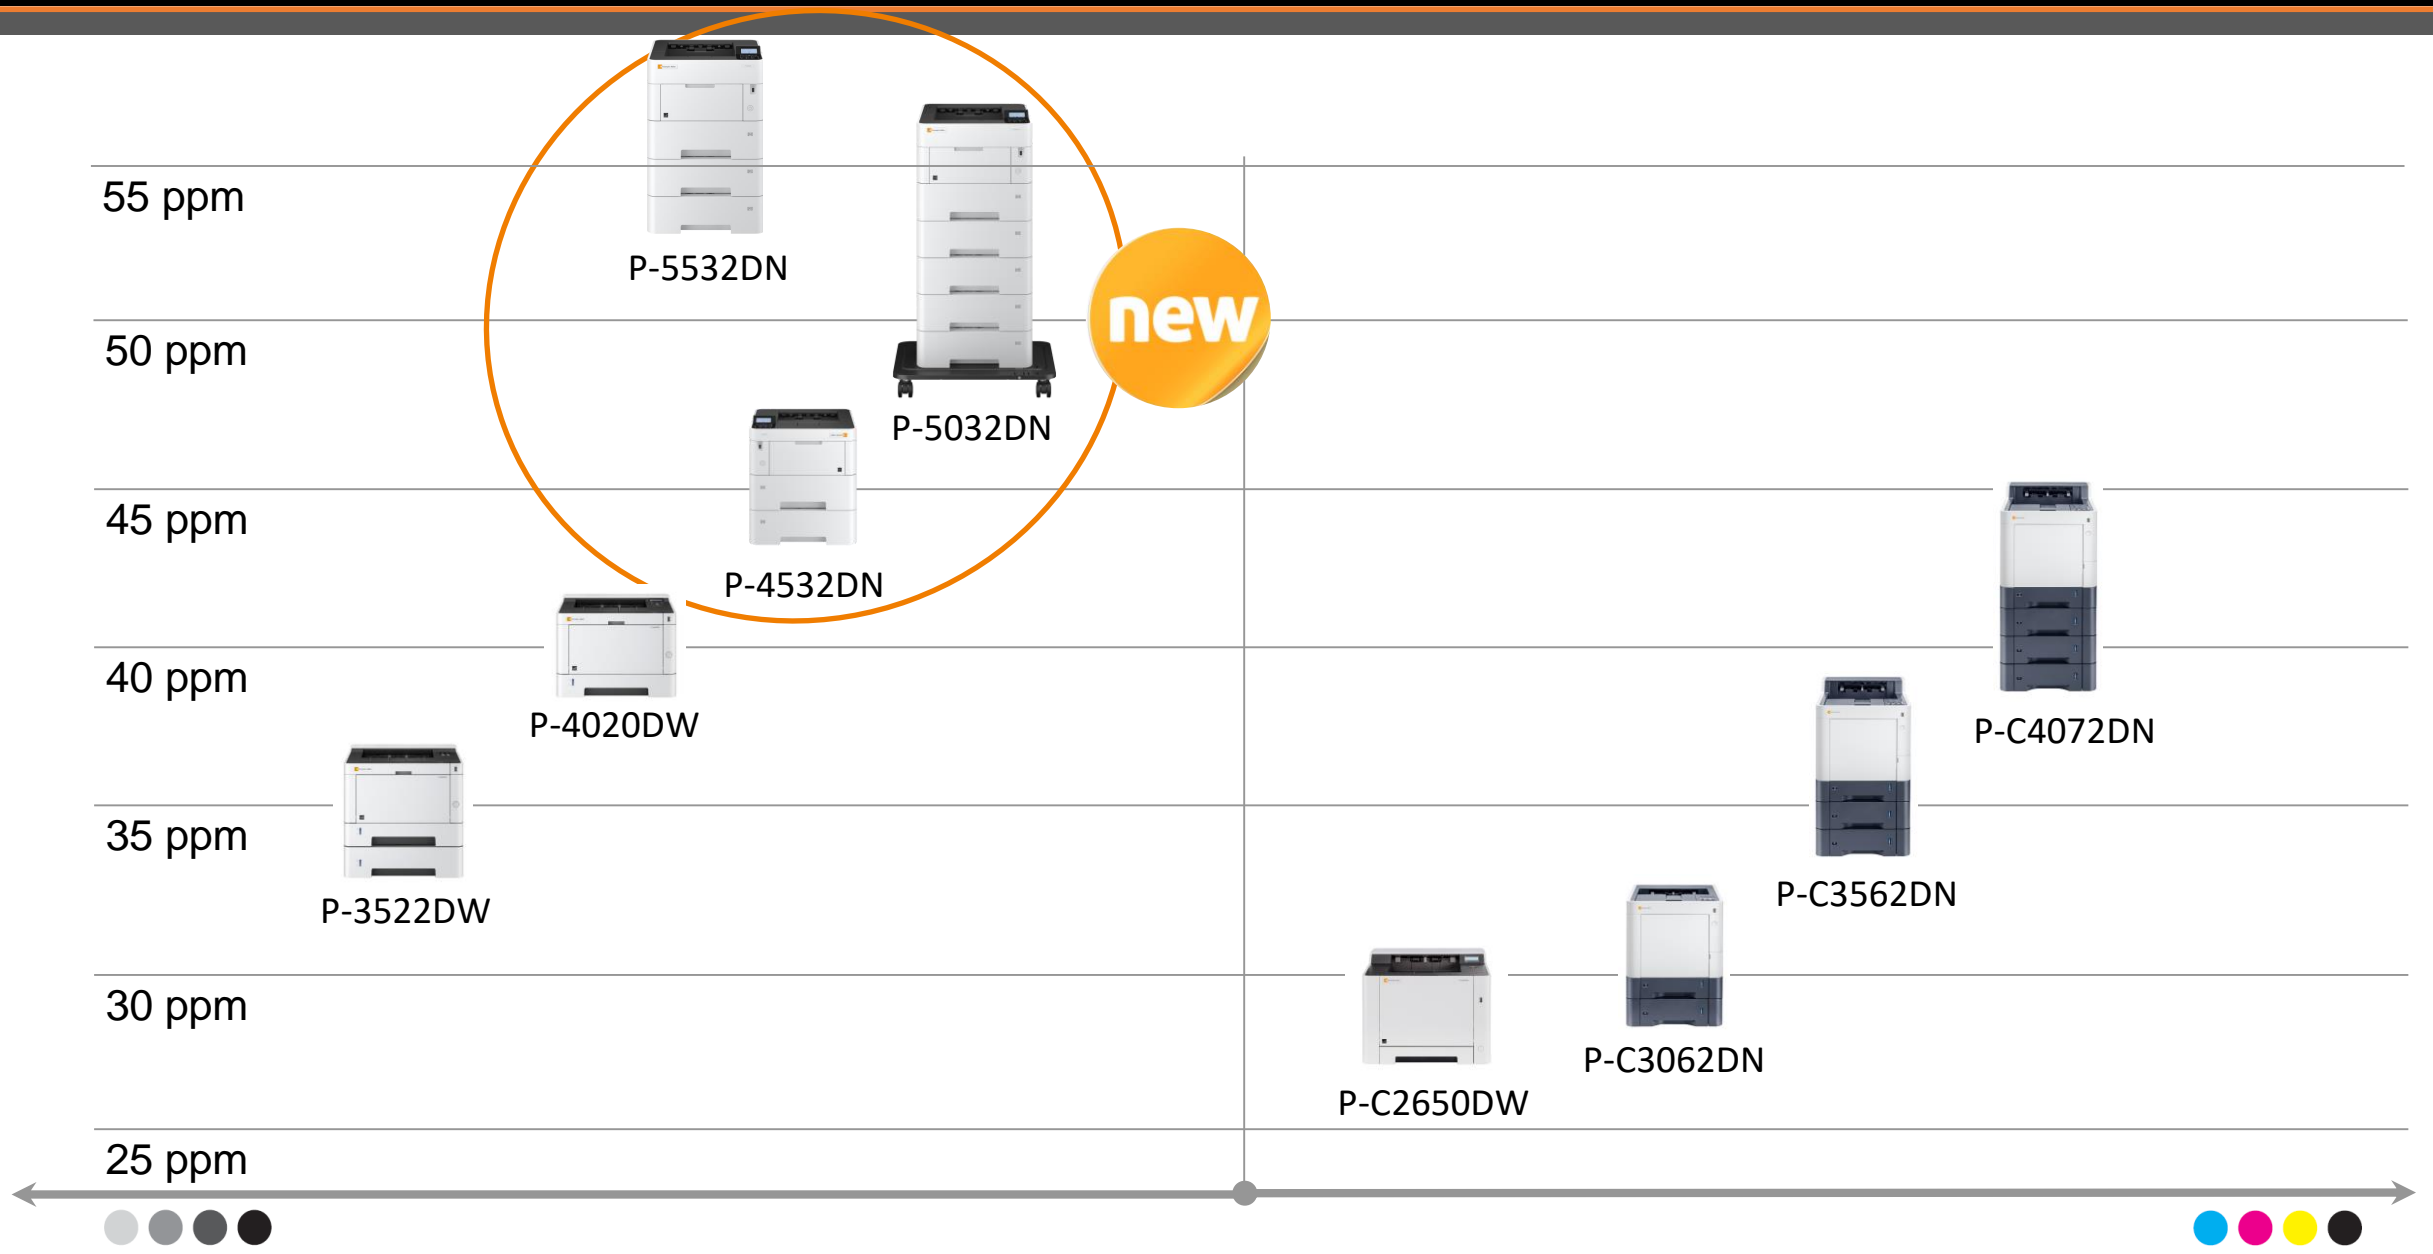 55 ppm
P-5532DN
new
50 ppm
P-5032DN
45 ppm
P-4532DN
40 ppm
P-4020DW
P-C4072DN
35 ppm
P-C3562DN
P-3522DW
30 ppm
P-C3062DN
P-C2650DW
25 ppm